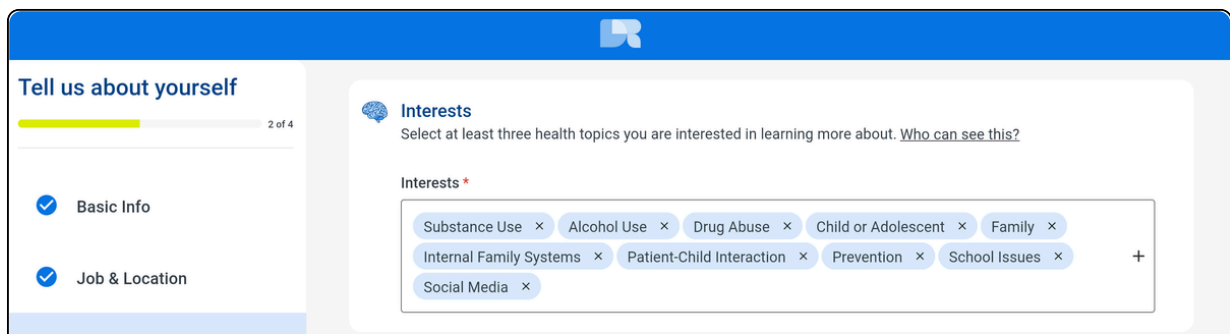 Tell us about yourself
2 of 4
Basic Info
Job & Location
Interests
Select at least three health topics you are interested in learning more about. Who can see this?
Interests *
Substance Use × Alcohol Use × Drug Abuse × Child or Adolescent × Family ×
Internal Family Systems × Patient-Child Interaction × Prevention × School Issues ×
Social Media ×
+